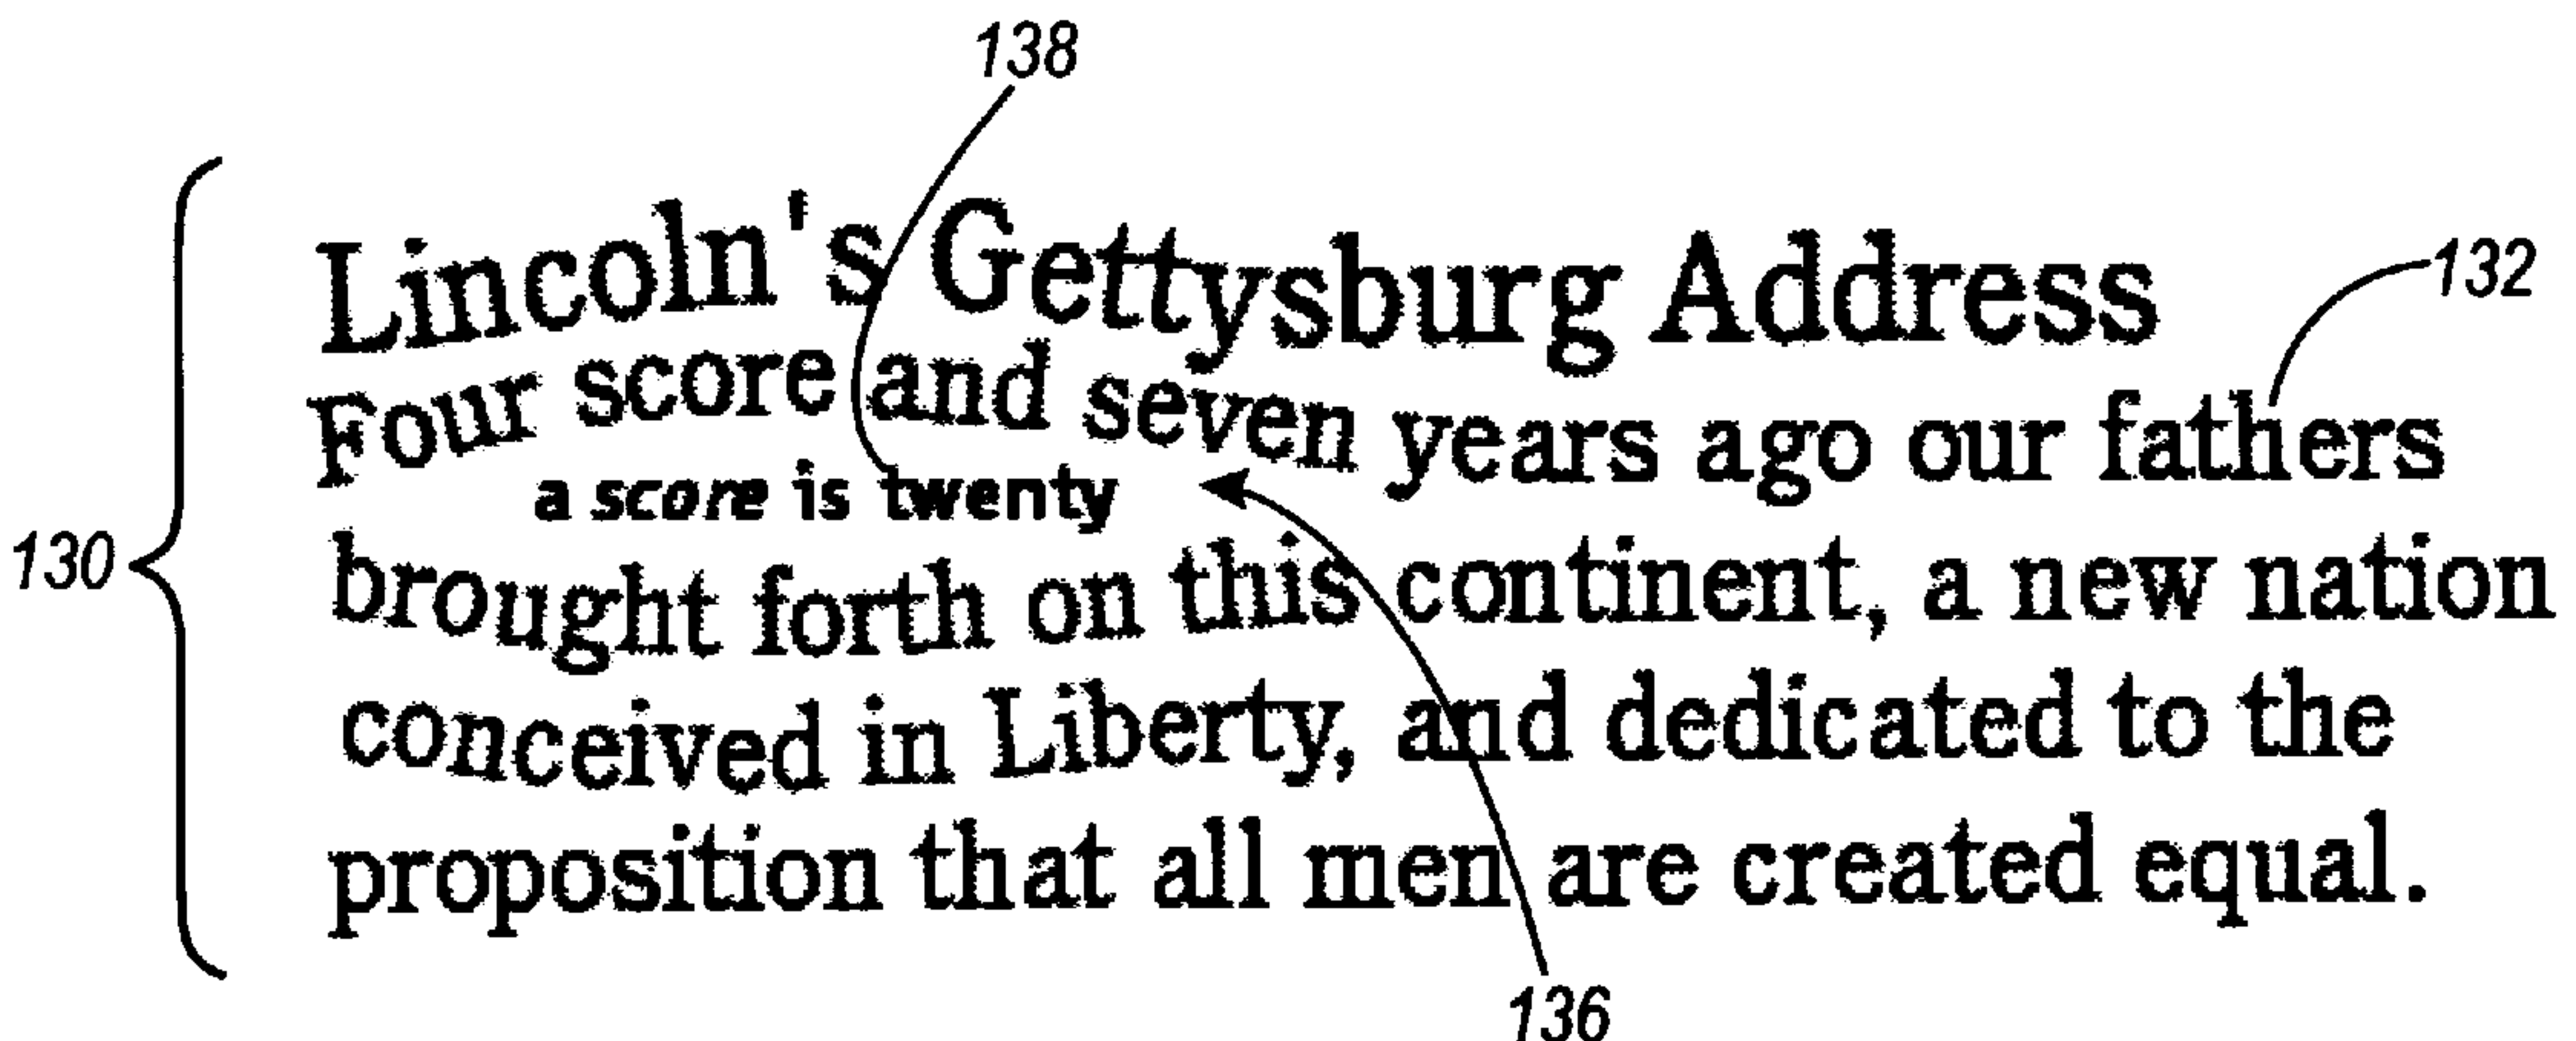 138
Lincoln's Gettysburg Address
132
Four score and seven years ago our fathers
a score is twenty
130
brought forth on this continent, a new nation
conceived in Liberty, and dedicated to the
proposition that all men are created equal.
136